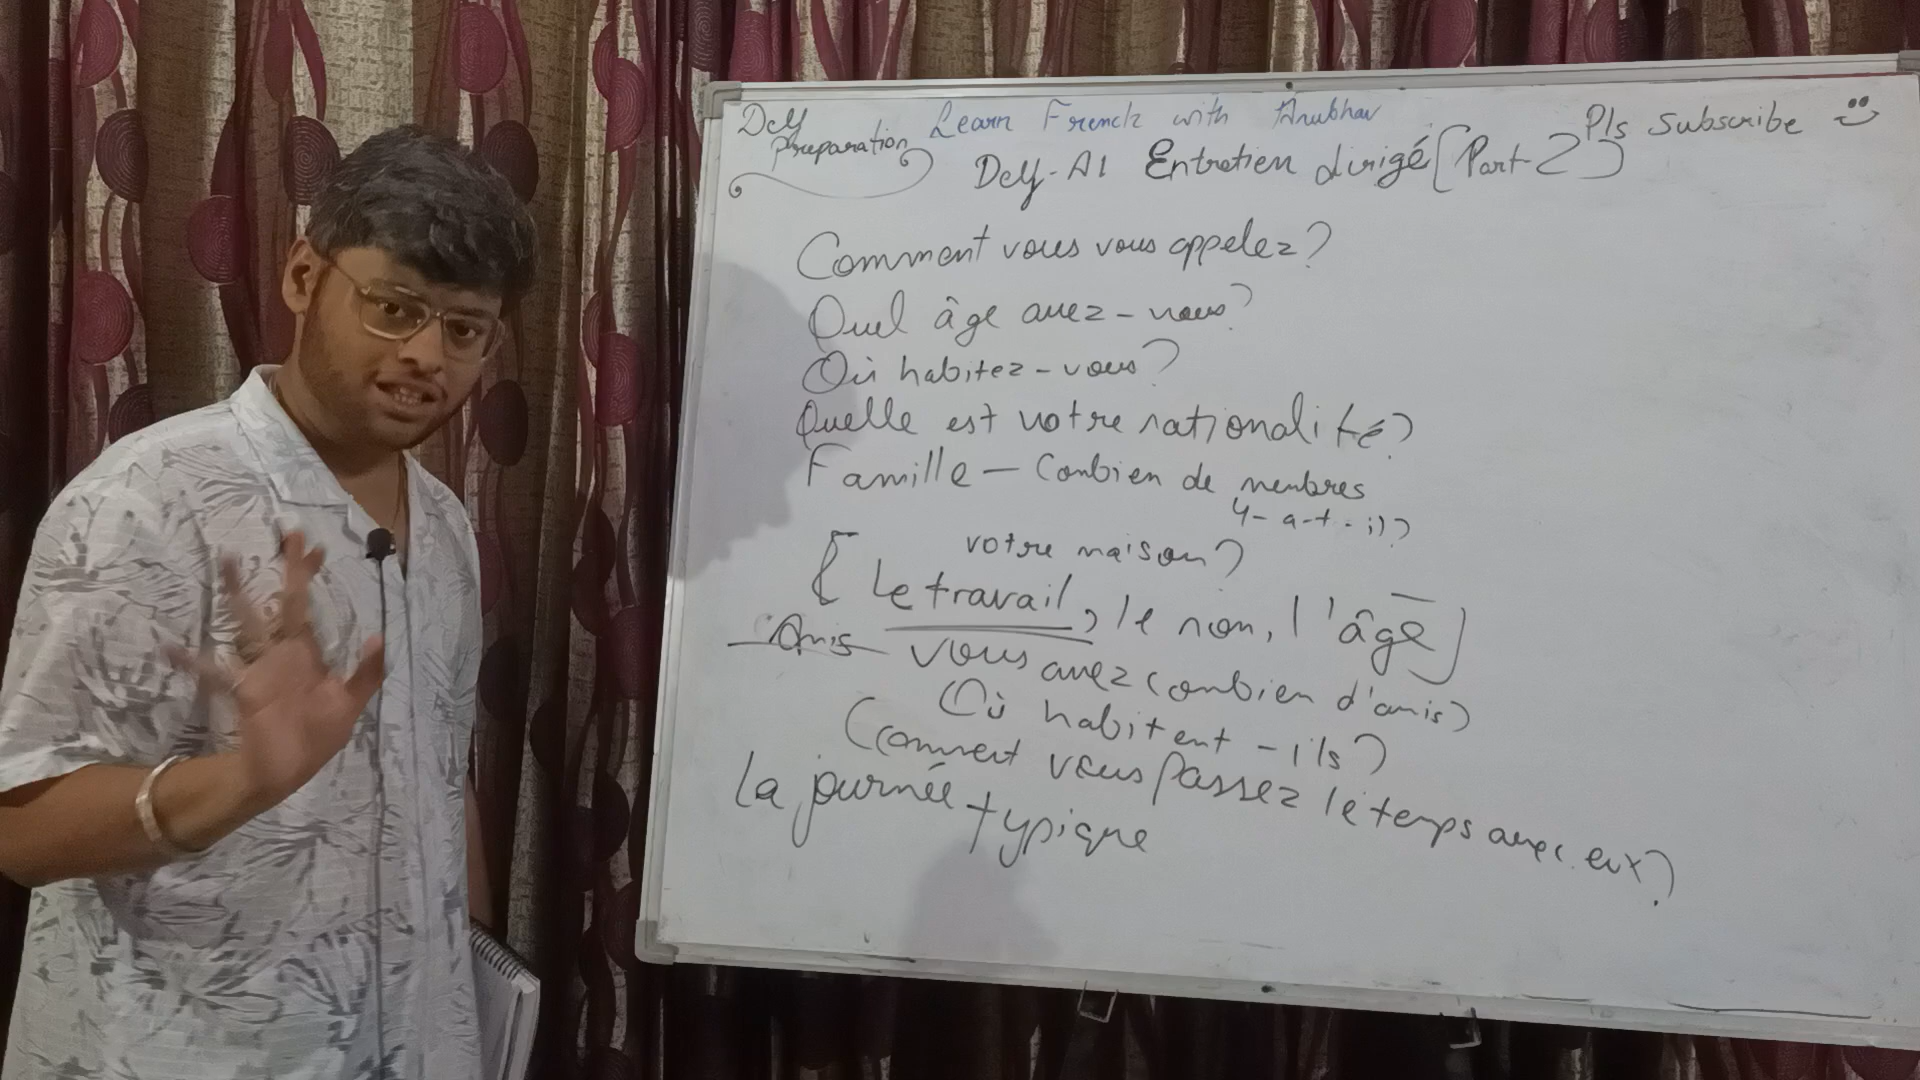 Delf Preparation
Learn French with Anubhav
Pls Subscribe
Delf-A1 Entretien dirigé [Part-2]
Comment vous vous appelez?
Quel âge avez-vous?
Où habitez-vous?
Quelle est votre nationalité?
Famille — Combien de membres
y-a-t-il?
votre maison?
[Le travail, le nom, l'âge]
Amis vous avez combien d'amis?
Où habitent-ils?
Comment vous passez le temps avec eux?
La journée typique